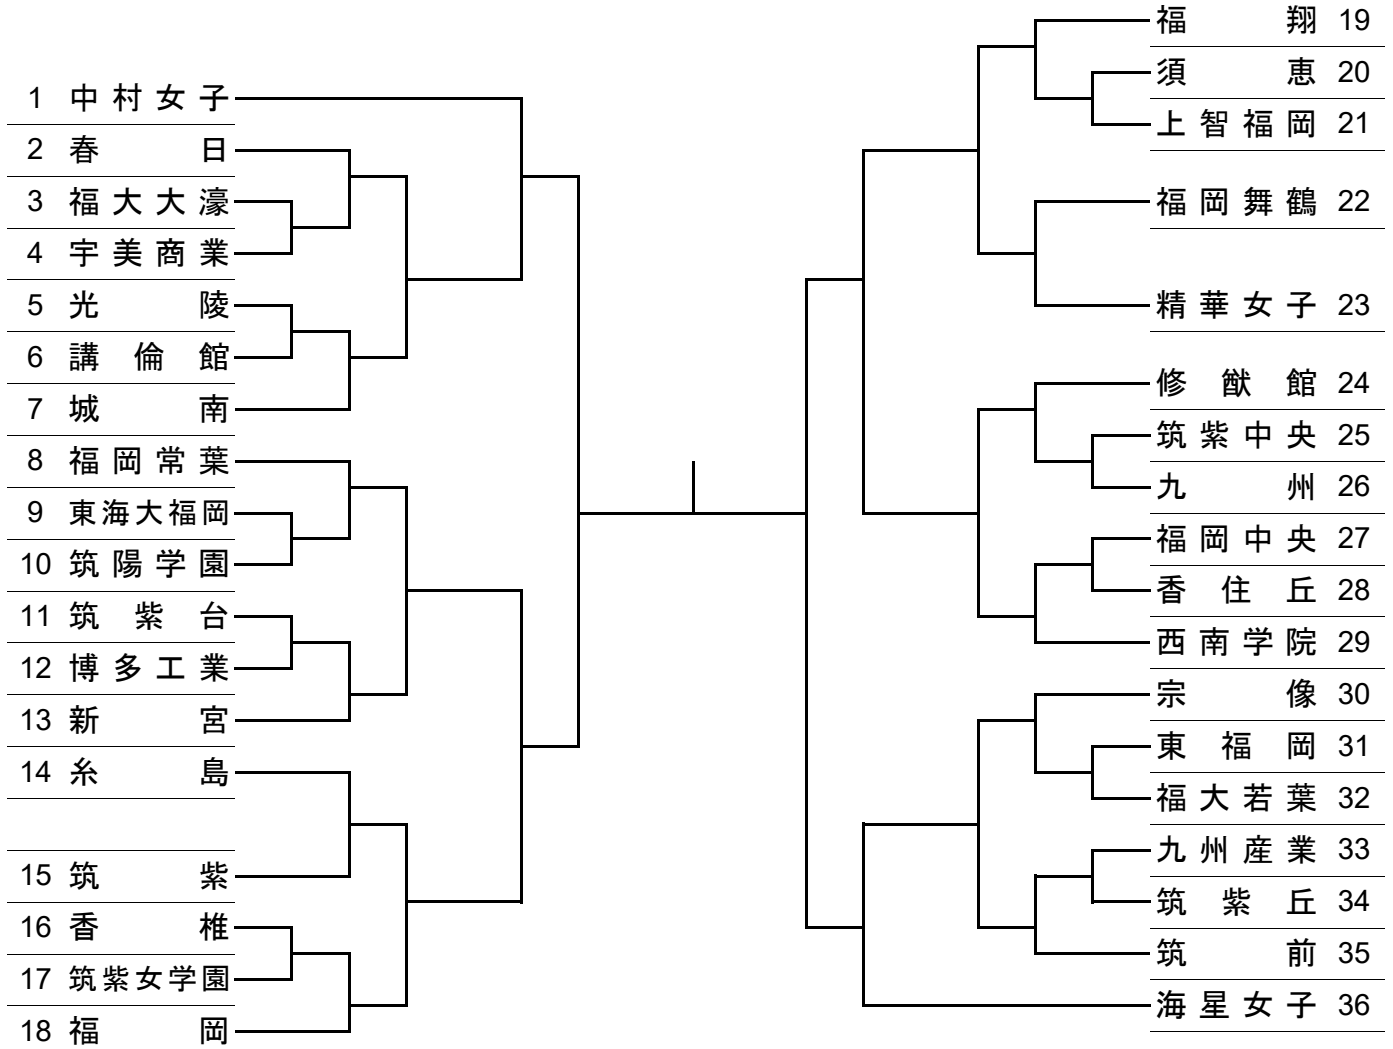 1 中村女子
2 春日
3 福大大濠
4 宇美商業
5 光陵
6 講倫館
7 城南
8 福岡常葉
9 東海大福岡
10 筑陽学園
11 筑紫台
12 博多工業
13 新宮
14 糸島
15 筑紫
16 香椎
17 筑紫女学園
18 福岡
福翔 19
須恵 20
上智福岡 21
福岡舞鶴 22
精華女子 23
修猷館 24
筑紫中央 25
九州 26
福岡中央 27
香住丘 28
西南学院 29
宗像 30
東福岡 31
福大若葉 32
九州産業 33
筑紫丘 34
筑前 35
海星女子 36